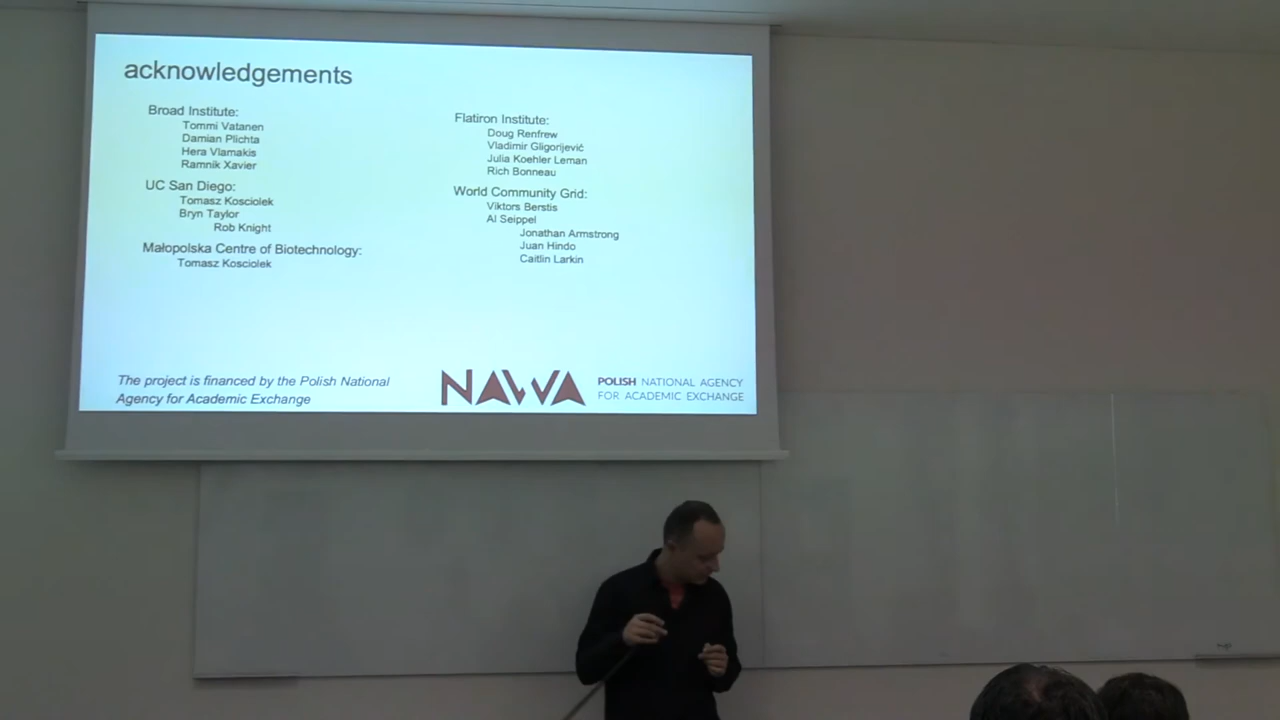 acknowledgements
Broad Institute:
Tommi Vatanen
Damian Plichta
Hera Vlamakis
Ramnik Xavier
UC San Diego:
Tomasz Kosciolek
Bryn Taylor
Rob Knight
Małopolska Centre of Biotechnology:
Tomasz Kosciolek
Flatiron Institute:
Doug Renfrew
Vladimir Gligorijević
Julia Koehler Leman
Rich Bonneau
World Community Grid:
Viktors Berstis
Al Seippel
Jonathan Armstrong
Juan Hindo
Caitlin Larkin
The project is financed by the Polish National
Agency for Academic Exchange
NAWA
POLISH NATIONAL AGENCY
FOR ACADEMIC EXCHANGE